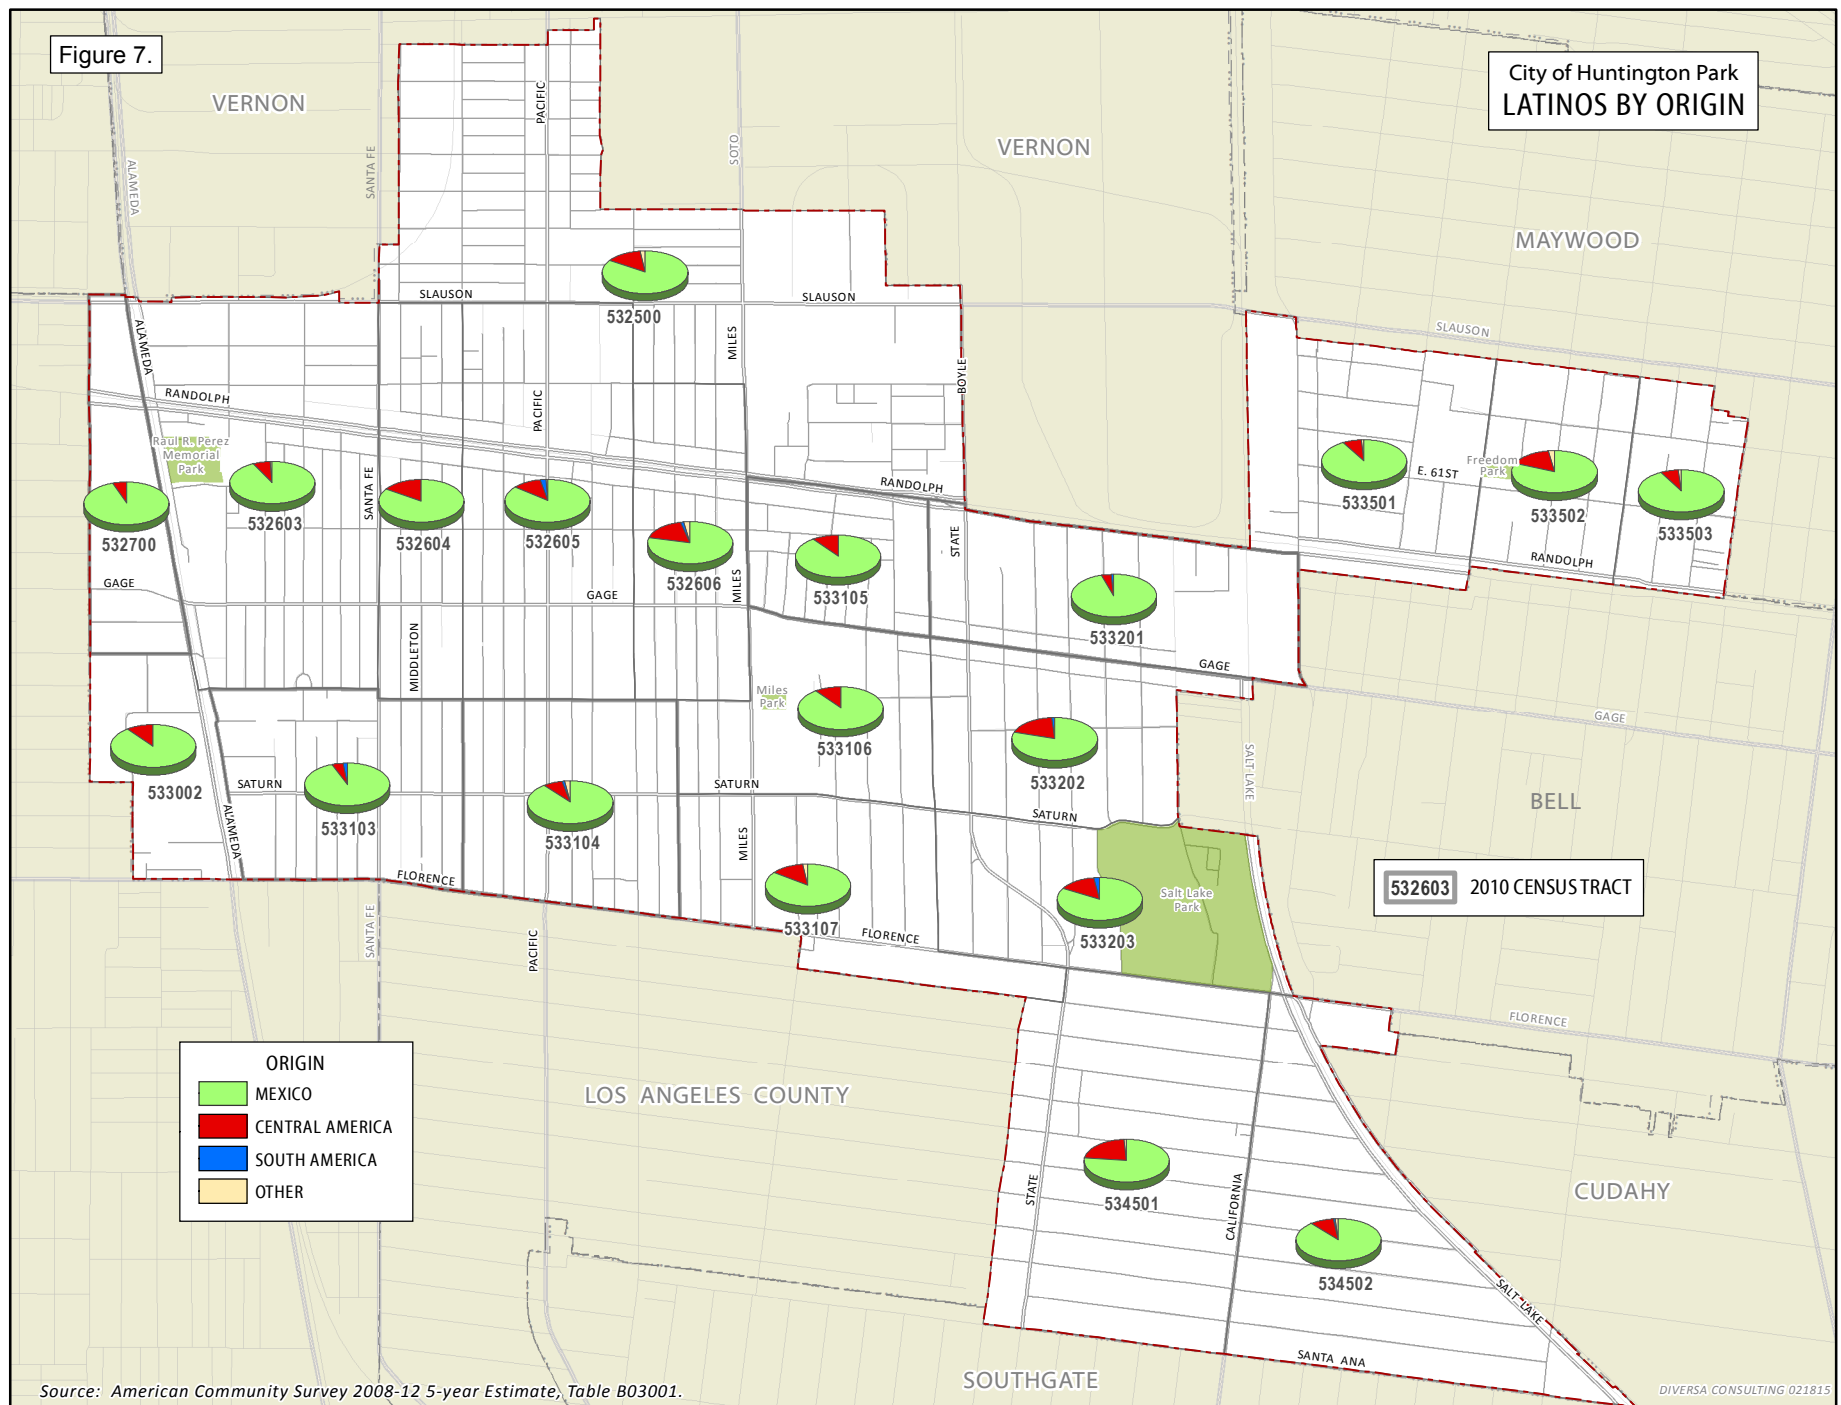 Figure 7.
City of Huntington Park
LATINOS BY ORIGIN
VERNON
VERNON
MAYWOOD
PACIFIC
SOTO
SANTA FE
ALAMEDA
532500
SLAUSON
SLAUSON
SLAUSON
ALAMEDA
MILES
BOYLE
RANDOLPH
PACIFIC
Raul R. Perez
Memorial
Park
SANTA FE
RANDOLPH
STATE
532700
532603
532604
532605
532606
533105
533201
E. 61ST
Freedom
Park
533501
533502
533503
RANDOLPH
GAGE
GAGE
MILES
GAGE
GAGE
MIDDLETON
Miles
Park
533106
533202
SALT LAKE
533002
SATURN
533103
533104
SATURN
SATURN
BELL
ALAMEDA
MILES
FLORENCE
533107
FLORENCE
533203
Salt Lake
Park
532603
2010 CENSUS TRACT
SANTA FE
PACIFIC
FLORENCE
ORIGIN
MEXICO
CENTRAL AMERICA
SOUTH AMERICA
OTHER
LOS ANGELES COUNTY
STATE
534501
CALIFORNIA
534502
CUDAHY
SALT LAKE
SANTA ANA
SOUTHGATE
Source: American Community Survey 2008-12 5-year Estimate, Table B03001.
DIVERSA CONSULTING 021815